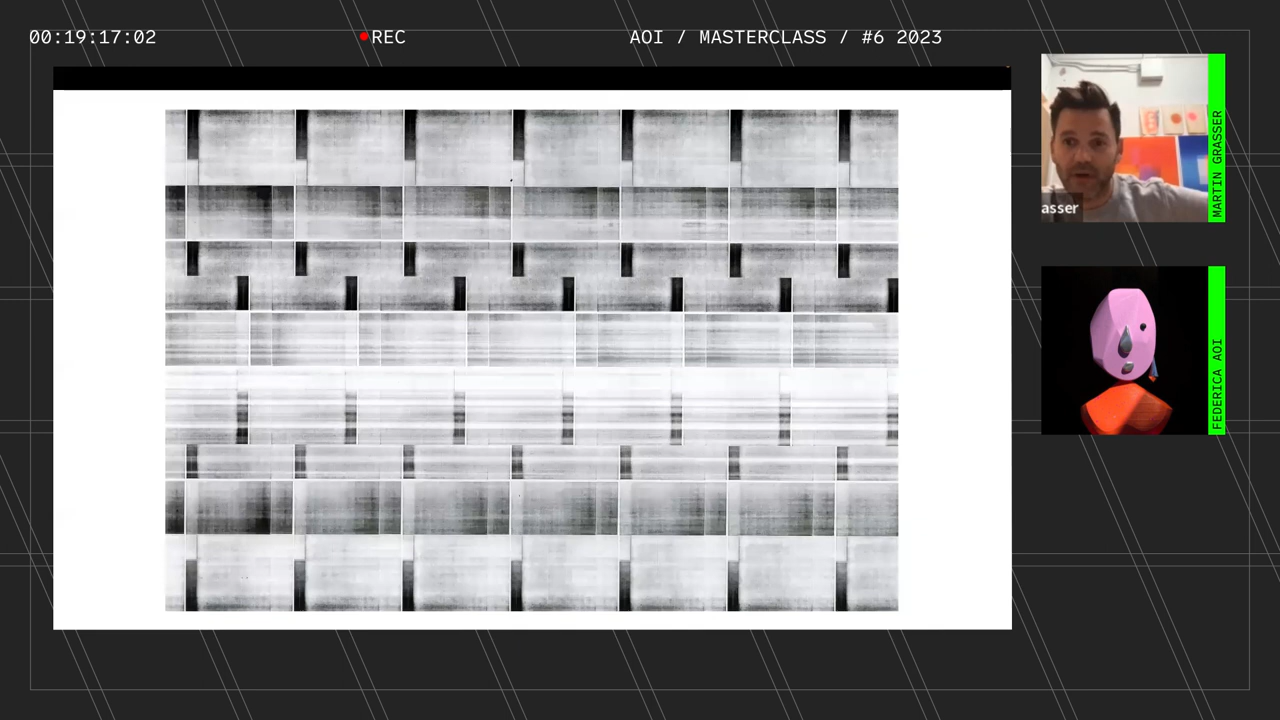 00:19:17:02
REC
AOI / MASTERCLASS / #6 2023
MARTIN GRASSER
asser
FEDERICA AOI